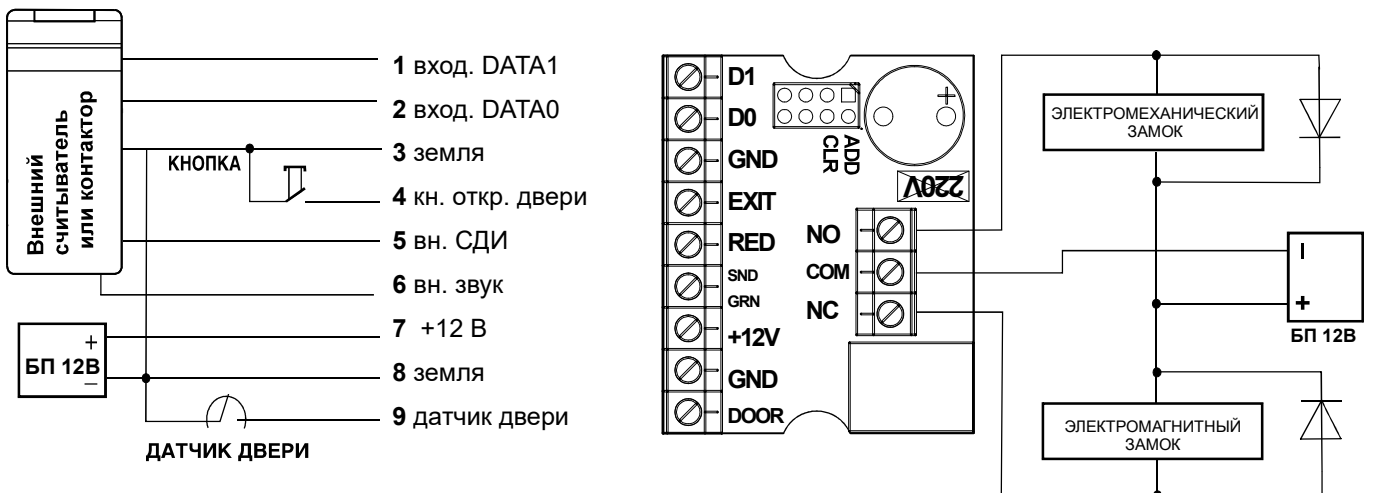 Внешний
считыватель
или контактор
1 вход. DATA1
2 вход. DATA0
3 земля
КНОПКА
4 кн. откр. двери
5 вн. СДИ
6 вн. звук
7 +12 В
+
БП 12В
–
8 земля
9 датчик двери
ДАТЧИК ДВЕРИ
D1
D0
GND
EXIT
RED
SND
GRN
+12V
GND
DOOR
ADD
CLR
+
220V
NO
COM
NC
ЭЛЕКТРОМЕХАНИЧЕСКИЙ
ЗАМОК
–
+
БП 12В
ЭЛЕКТРОМАГНИТНЫЙ
ЗАМОК